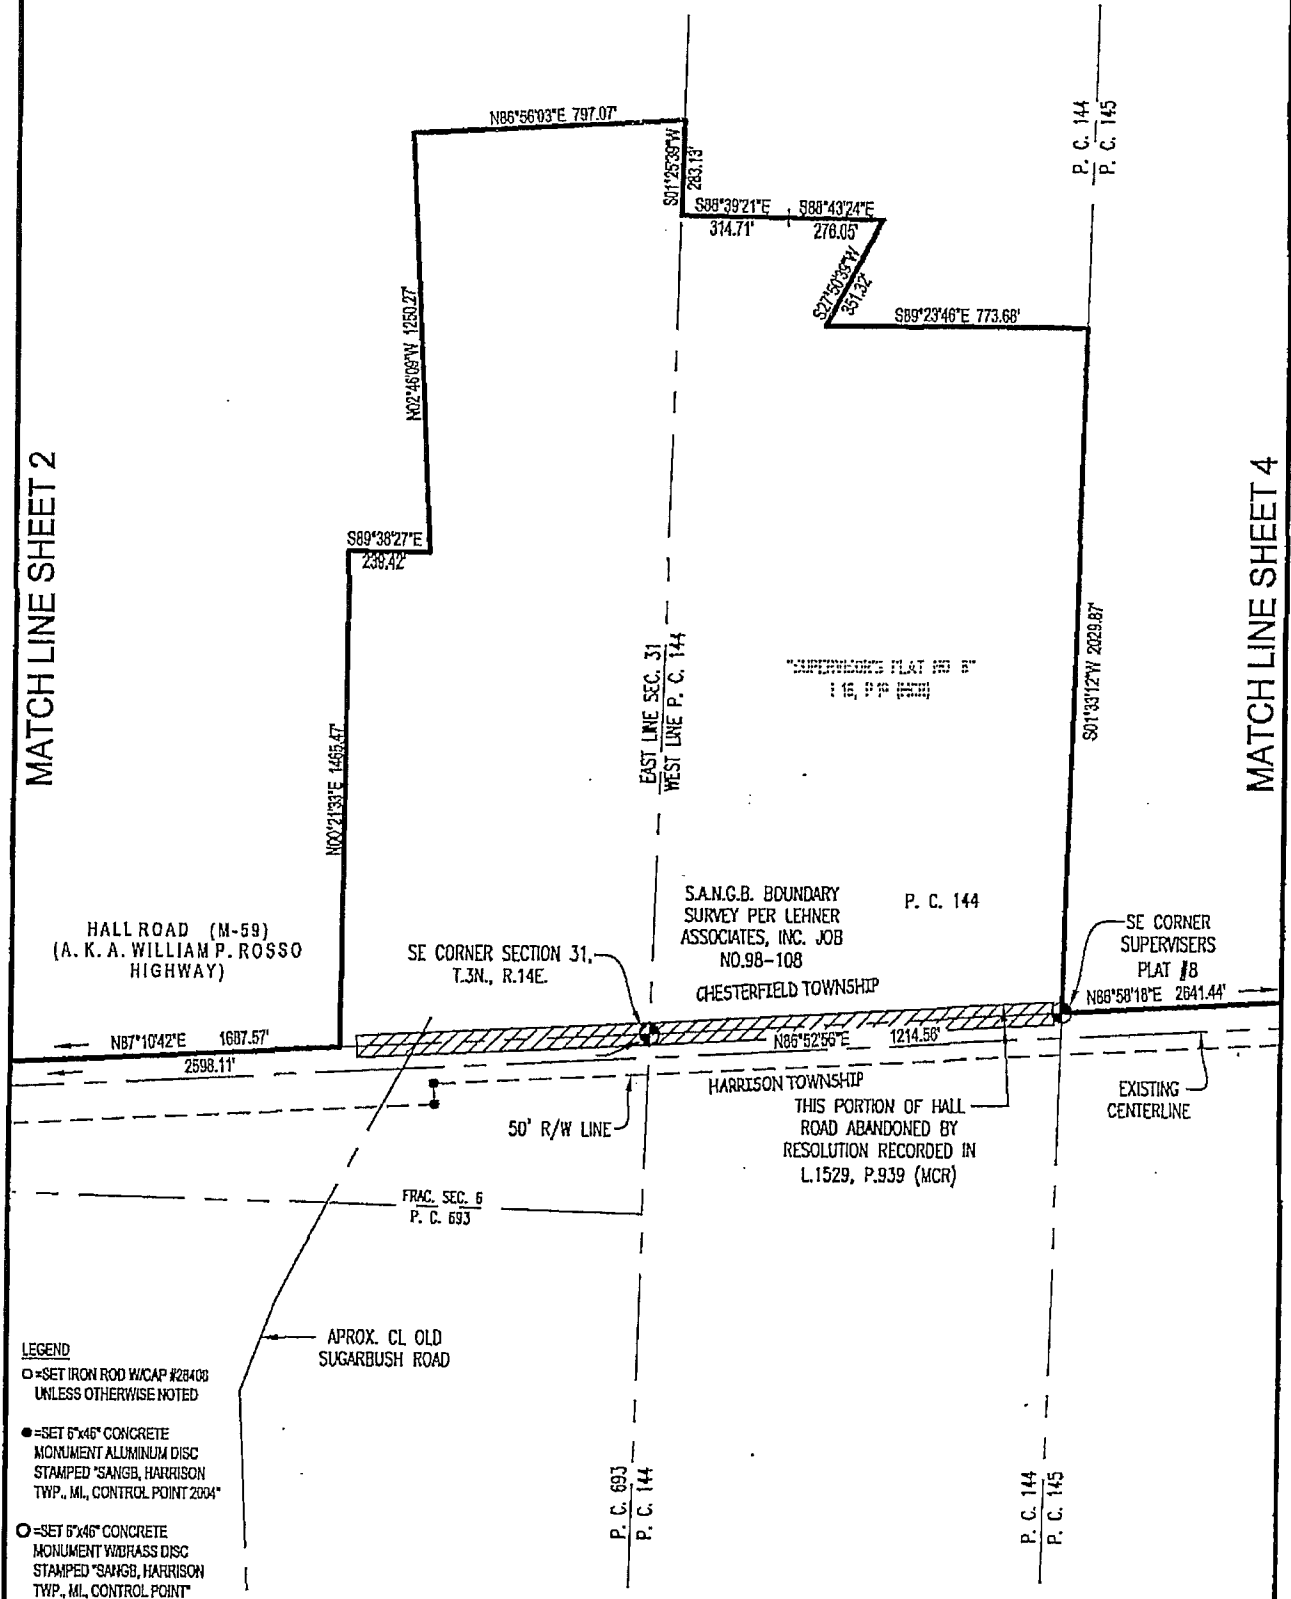 P. C. 144
P. C. 145
N86°56'03"E 797.07'
S01°25'39"W
283.13'
S88°39'21"E
314.71'
S88°43'24"E
276.05'
S27°50'39"W
351.32'
S89°23'46"E 773.68'
N02°46'09"W 1250.27'
MATCH LINE SHEET 2
MATCH LINE SHEET 4
S89°38'27"E
239.42'
EAST LINE SEC. 31
WEST LINE P. C. 144
"SUPERVISOR'S PLAT NO
S01°33'12"W 2029.87'
N00°21'33"E 1465.47'
S.A.N.G.B. BOUNDARY
SURVEY PER LEHNER
ASSOCIATES, INC. JOB
NO.98-108
P. C. 144
HALL ROAD (M-59)
(A. K. A. WILLIAM P. ROSSO
HIGHWAY)
SE CORNER SECTION 31,
T.3N., R.14E.
SE CORNER
SUPERVISERS
PLAT #8
CHESTERFIELD TOWNSHIP
N88°58'18"E 2641.44'
N87°10'42"E 1687.57'
2598.11'
N86°52'56"E 1214.56'
HARRISON TOWNSHIP
50' R/W LINE
THIS PORTION OF HALL
ROAD ABANDONED BY
RESOLUTION RECORDED IN
L.1529, P.939 (MCR)
EXISTING
CENTERLINE
FRAC. SEC. 6
P. C. 693
APROX. CL OLD
SUGARBUSH ROAD
LEGEND
=SET IRON ROD W/CAP #28408
UNLESS OTHERWISE NOTED
=SET 6"x46" CONCRETE
MONUMENT ALUMINUM DISC
STAMPED "SANGB, HARRISON
TWP., MI., CONTROL POINT 2004"
=SET 6"x46" CONCRETE
MONUMENT W/BRASS DISC
STAMPED "SANGB, HARRISON
TWP., MI., CONTROL POINT"
P. C. 693
P. C. 144
P. C. 144
P. C. 145